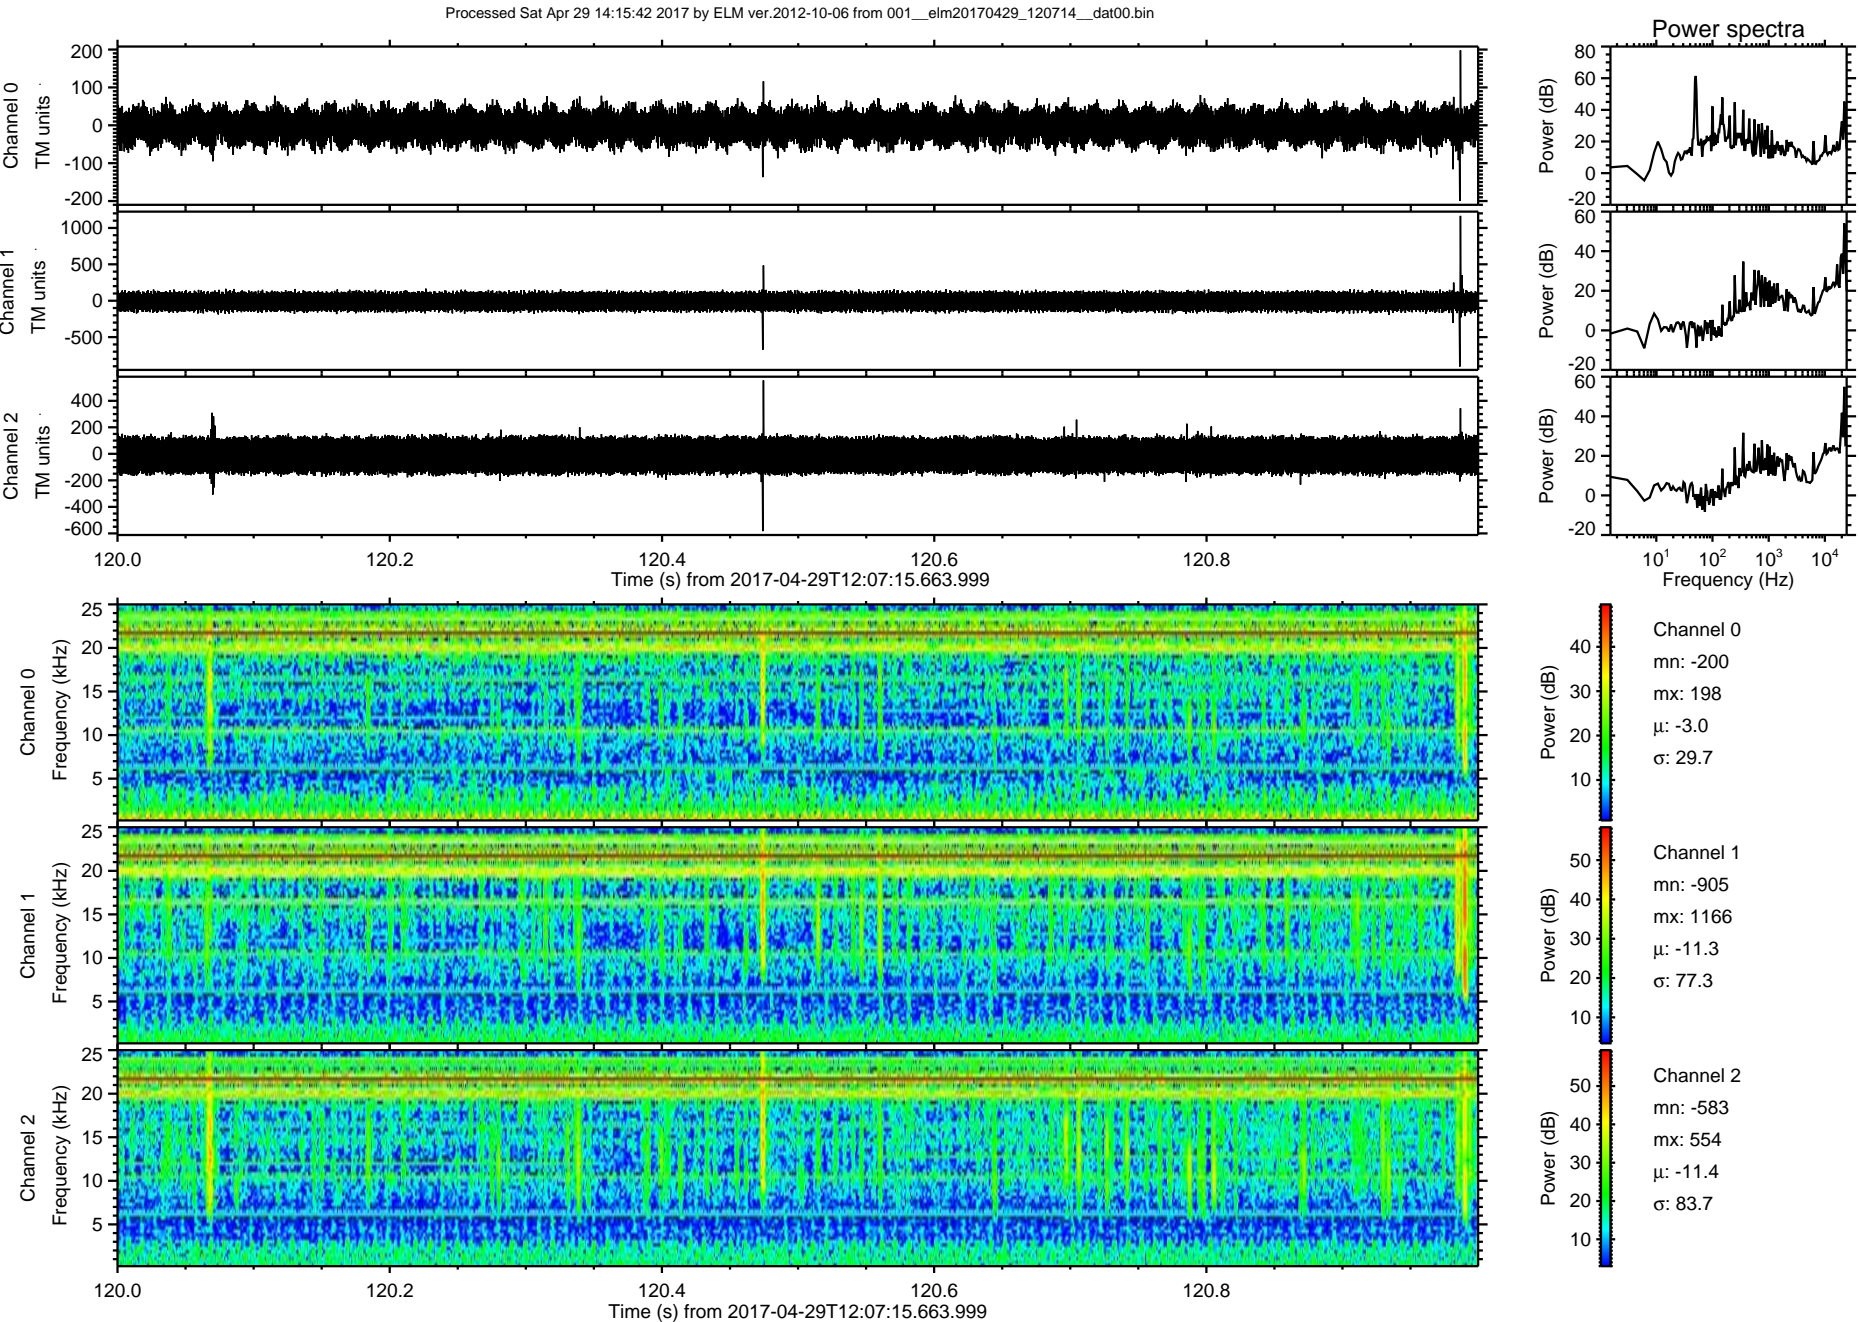 Processed Sat Apr 29 14:15:42 2017 by ELM ver.2012-10-06 from 001__elm20170429_120714__dat00.bin
Power spectra
Channel 0
TM units
200
100
0
-100
-200
Power (dB)
80
60
40
20
0
-20
Channel 1
TM units
1000
500
0
-500
Power (dB)
60
40
20
0
-20
Channel 2
TM units
400
200
0
-200
-400
-600
Power (dB)
60
40
20
0
-20
120.0 120.2 120.4 120.6 120.8
Time (s) from 2017-04-29T12:07:15.663.999
10¹ 10² 10³ 10⁴
Frequency (Hz)
Channel 0
Frequency (kHz)
25
20
15
10
5
Power (dB)
40
30
20
10
Channel 0
mn: -200
mx: 198
µ: -3.0
σ: 29.7
Channel 1
Frequency (kHz)
25
20
15
10
5
Power (dB)
50
40
30
20
10
Channel 1
mn: -905
mx: 1166
µ: -11.3
σ: 77.3
Channel 2
Frequency (kHz)
25
20
15
10
5
Power (dB)
50
40
30
20
10
Channel 2
mn: -583
mx: 554
µ: -11.4
σ: 83.7
120.0 120.2 120.4 120.6 120.8
Time (s) from 2017-04-29T12:07:15.663.999